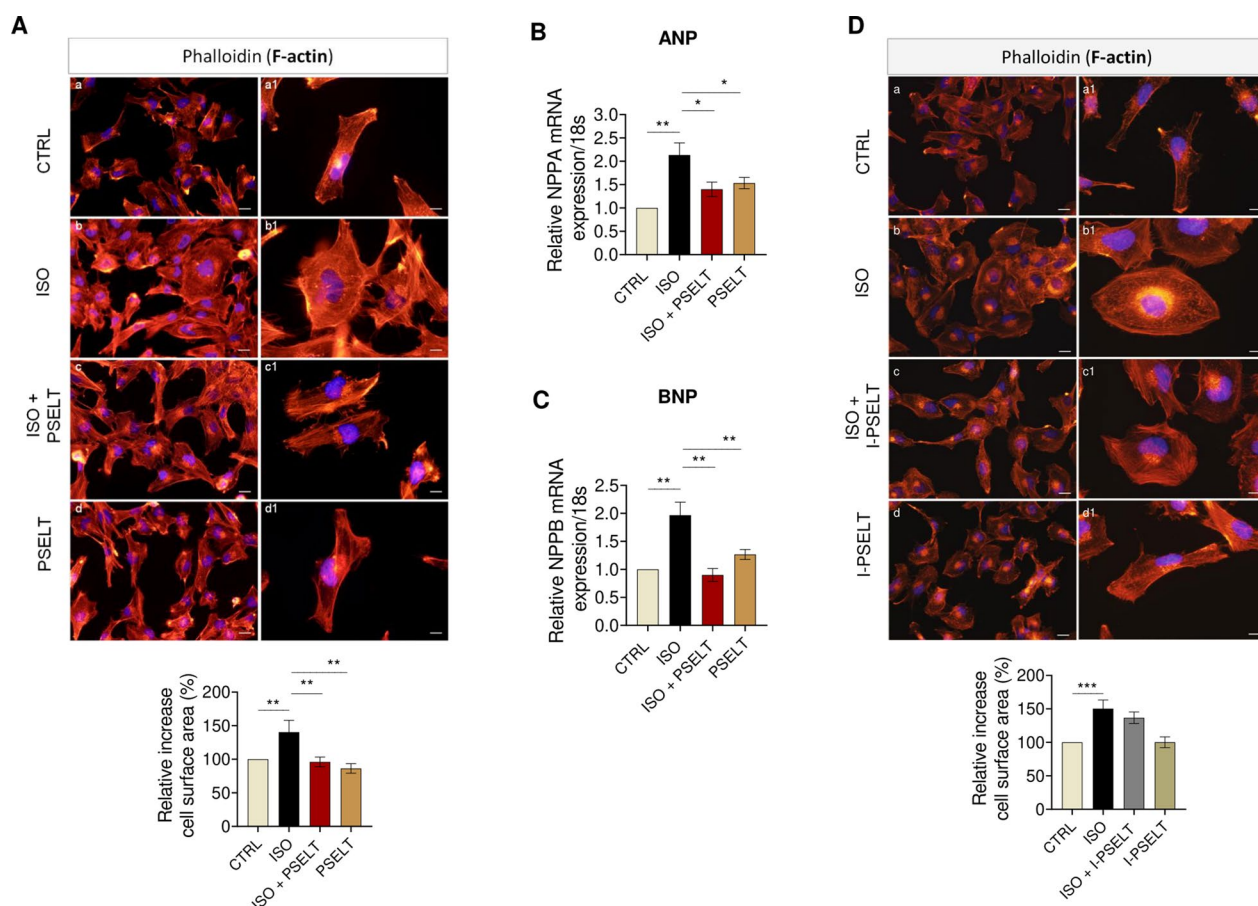 A
Phalloidin (F-actin)
CTRL
a
a1
ISO
b
b1
ISO +
PSELT
c
c1
PSELT
d
d1
Relative increase
cell surface area (%)
200
150
100
50
0
**
**
**
CTRL
ISO
ISO + PSELT
PSELT
B
ANP
Relative NPPA mRNA
expression/18s
3.0
2.5
2.0
1.5
1.0
0.5
0.0
**
*
*
CTRL
ISO
ISO + PSELT
PSELT
C
BNP
Relative NPPB mRNA
expression/18s
2.5
2.0
1.5
1.0
0.5
0.0
**
**
**
CTRL
ISO
ISO + PSELT
PSELT
D
Phalloidin (F-actin)
CTRL
a
a1
ISO
b
b1
ISO +
I-PSELT
c
c1
I-PSELT
d
d1
Relative increase
cell surface area (%)
200
150
100
50
0
***
CTRL
ISO
ISO + I-PSELT
I-PSELT